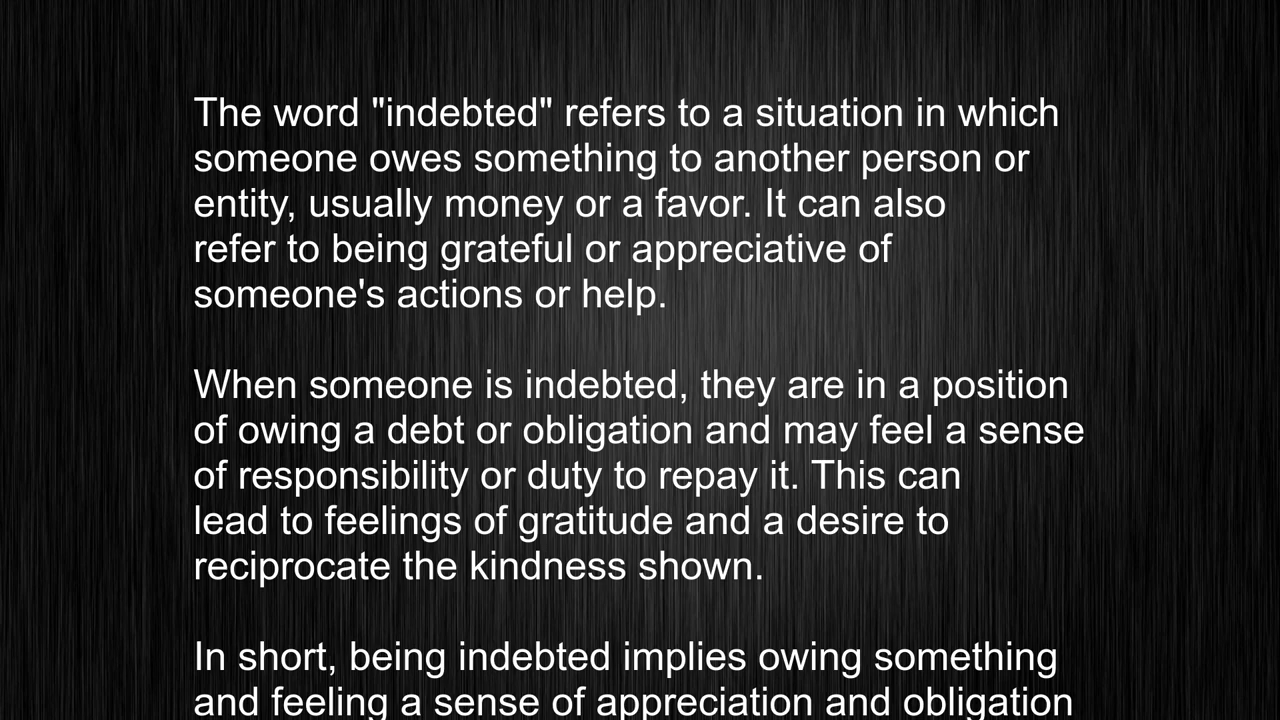 The word "indebted" refers to a situation in which
someone owes something to another person or
entity, usually money or a favor. It can also
refer to being grateful or appreciative of
someone's actions or help.
When someone is indebted, they are in a position
of owing a debt or obligation and may feel a sense
of responsibility or duty to repay it. This can
lead to feelings of gratitude and a desire to
reciprocate the kindness shown.
In short, being indebted implies owing something
and feeling a sense of appreciation and obligation